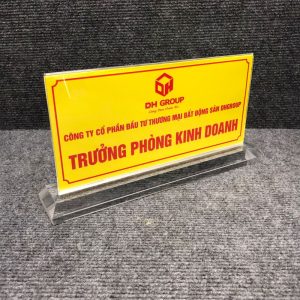 DH GROUP
CÔNG TY CỔ PHẦN ĐẦU TƯ THƯƠNG MẠI BẤT ĐỘNG SẢN DHGROUP
TRƯỞNG PHÒNG KINH DOANH